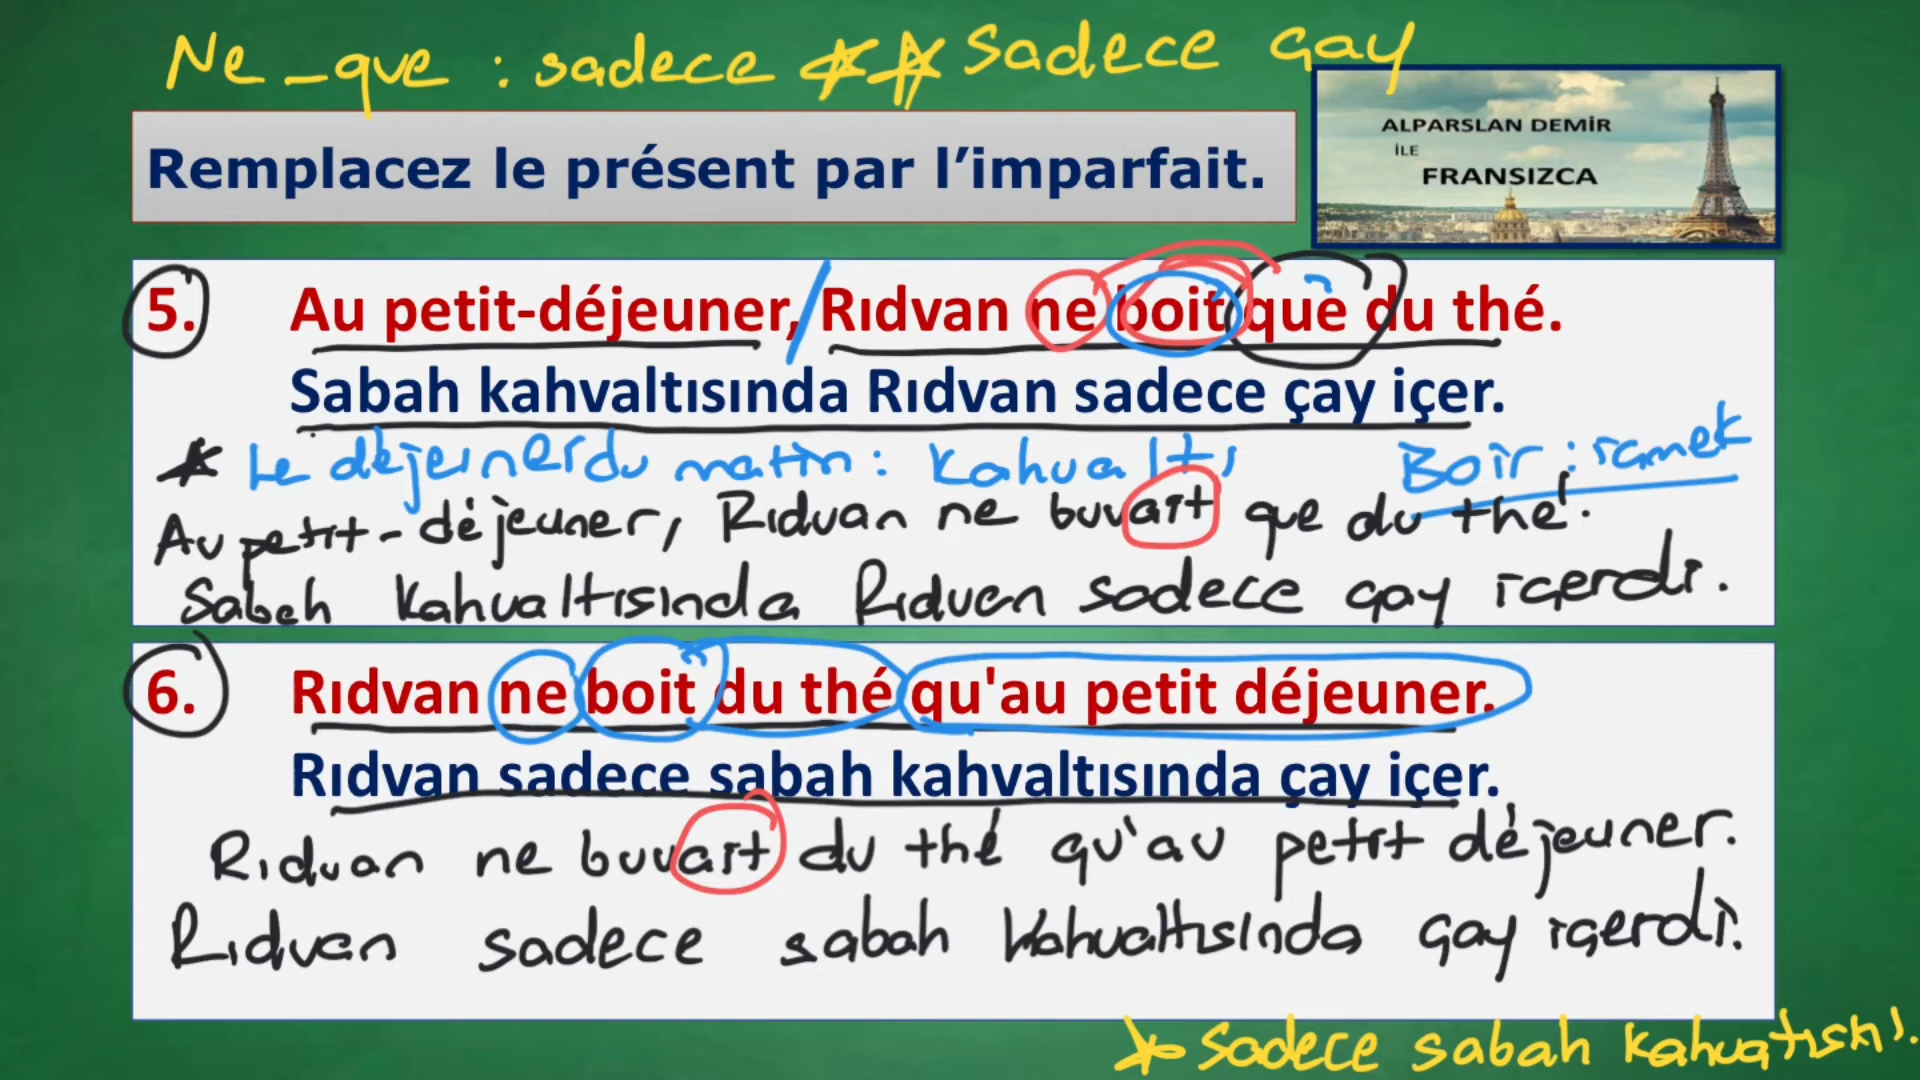 Ne - que : sadece ** Sadece çay
Remplacez le présent par l’imparfait.
ALPARSLAN DEMİR
İLE
FRANSIZCA
5. Au petit-déjeuner, / Rıdvan ne boit que du thé.
Sabah kahvaltısında Rıdvan sadece çay içer.
* Le déjeuner du matin : Kahvaltı Boir : içmek
Au petit-déjeuner, Rıdvan ne buvait que du thé.
Sabah Kahvaltısında Rıdvan sadece çay içerdi.
6. Rıdvan ne boit du thé qu'au petit déjeuner.
Rıdvan sadece sabah kahvaltısında çay içer.
Rıdvan ne buvait du thé qu'au petit déjeuner.
Rıdvan sadece sabah Kahvaltısında çay içerdi.
* Sadece sabah Kahvaltısı.